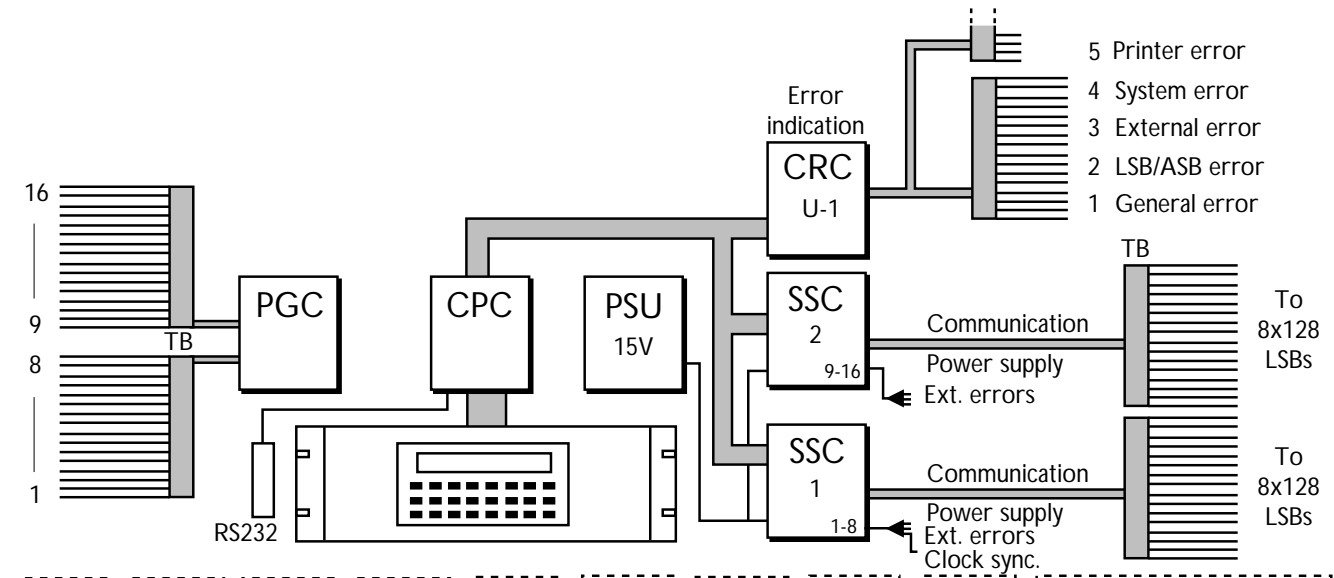 5 Printer error
4 System error
3 External error
2 LSB/ASB error
1 General error
Error
indication
CRC
U-1
16
9
TB
8
1
PGC
CPC
PSU
15V
SSC
2
9-16
Communication
Power supply
Ext. errors
TB
To
8x128
LSBs
SSC
1
1-8
Communication
Power supply
Ext. errors
Clock sync.
To
8x128
LSBs
RS232